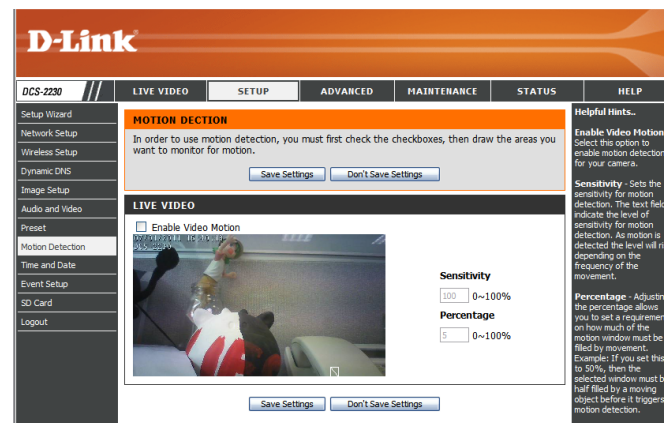 D-Link
DCS-2230
LIVE VIDEO
SETUP
ADVANCED
MAINTENANCE
STATUS
HELP
Setup Wizard
Network Setup
Wireless Setup
Dynamic DNS
Image Setup
Audio and Video
Preset
Motion Detection
Time and Date
Event Setup
SD Card
Logout
MOTION DECTION
In order to use motion detection, you must first check the checkboxes, then draw the areas you
want to monitor for motion.
Save Settings
Don't Save Settings
LIVE VIDEO
Enable Video Motion
Sensitivity
100 0~100%
Percentage
5 0~100%
Save Settings
Don't Save Settings
Helpful Hints..
Enable Video Motion
Select this option to
enable motion detection
for your camera.
Sensitivity - Sets the
sensitivity for motion
detection. The text field
indicate the level of
sensitivity for motion
detection. As motion is
detected the level will ri
depending on the
frequency of the
movement.
Percentage - Adjustin
the percentage allows
you to set a requiremen
on how much of the
motion window must be
filled by movement.
Example: If you set this
to 50%, then the
selected window must b
half filled by a moving
object before it triggers
motion detection.